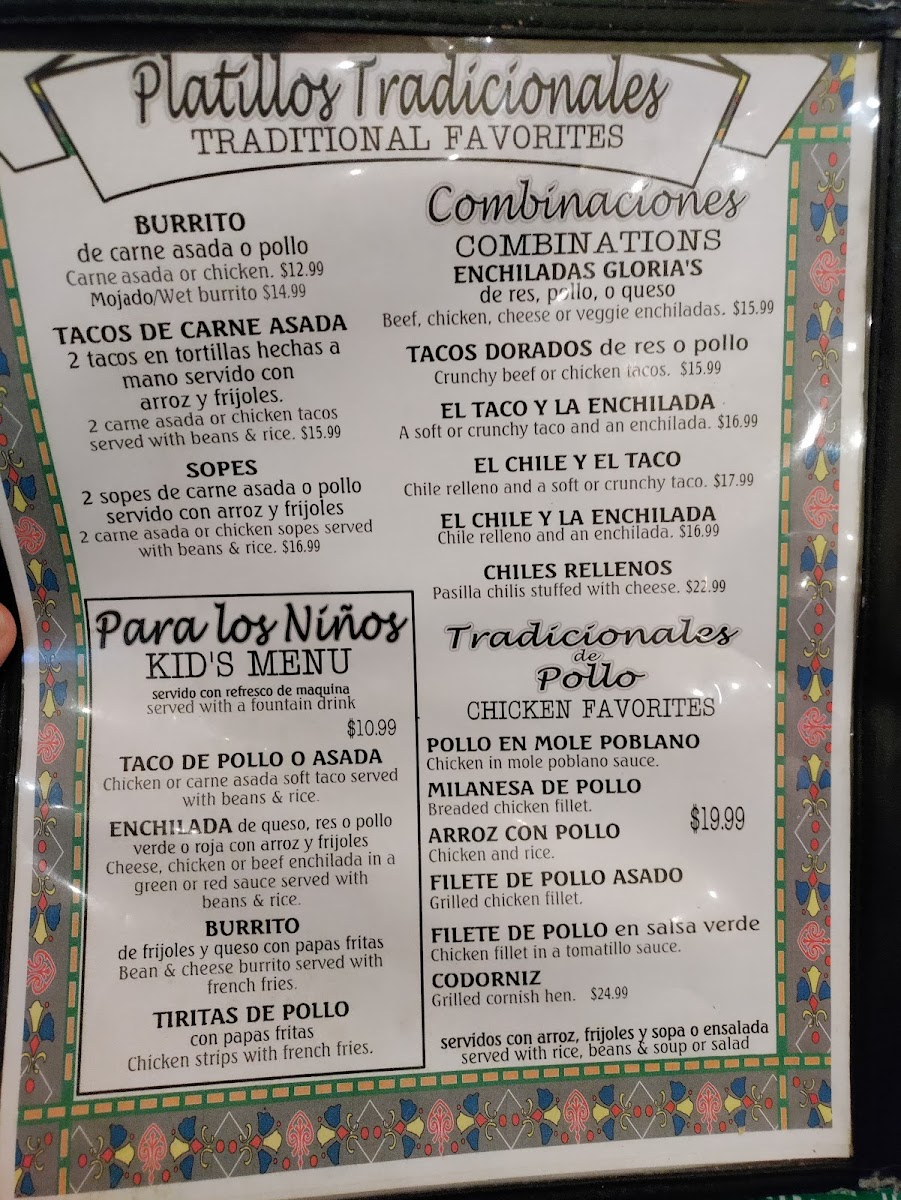 Platillos Tradicionales
TRADITIONAL FAVORITES
BURRITO
de carne asada o pollo
Carne asada or chicken. $12.99
Mojado/Wet burrito $14.99
TACOS DE CARNE ASADA
2 tacos en tortillas hechas a
mano servido con
arroz y frijoles.
2 carne asada or chicken tacos
served with beans & rice. $15.99
SOPES
2 sopes de carne asada o pollo
servido con arroz y frijoles
2 carne asada or chicken sopes served
with beans & rice. $16.99
Para los Niños
KID'S MENU
servido con refresco de maquina
served with a fountain drink
$10.99
TACO DE POLLO O ASADA
Chicken or carne asada soft taco served
with beans & rice.
ENCHILADA de queso, res o pollo
verde o roja con arroz y frijoles
Cheese, chicken or beef enchilada in a
green or red sauce served with
beans & rice.
BURRITO
de frijoles y queso con papas fritas
Bean & cheese burrito served with
french fries.
TIRITAS DE POLLO
con papas fritas
Chicken strips with french fries.
Combinaciones
COMBINATIONS
ENCHILADAS GLORIA'S
de res, pollo, o queso
Beef, chicken, cheese or veggie enchiladas. $15.99
TACOS DORADOS de res o pollo
Crunchy beef or chicken tacos. $15.99
EL TACO Y LA ENCHILADA
A soft or crunchy taco and an enchilada. $16.99
EL CHILE Y EL TACO
Chile relleno and a soft or crunchy taco. $17.99
EL CHILE Y LA ENCHILADA
Chile relleno and an enchilada. $16.99
CHILES RELLENOS
Pasilla chilis stuffed with cheese. $22.99
Tradicionales
de
Pollo
CHICKEN FAVORITES
POLLO EN MOLE POBLANO
Chicken in mole poblano sauce.
MILANESA DE POLLO
Breaded chicken fillet.
$19.99
ARROZ CON POLLO
Chicken and rice.
FILETE DE POLLO ASADO
Grilled chicken fillet.
FILETE DE POLLO en salsa verde
Chicken fillet in a tomatillo sauce.
CODORNIZ
Grilled cornish hen. $24.99
servidos con arroz, frijoles y sopa o ensalada
served with rice, beans & soup or salad